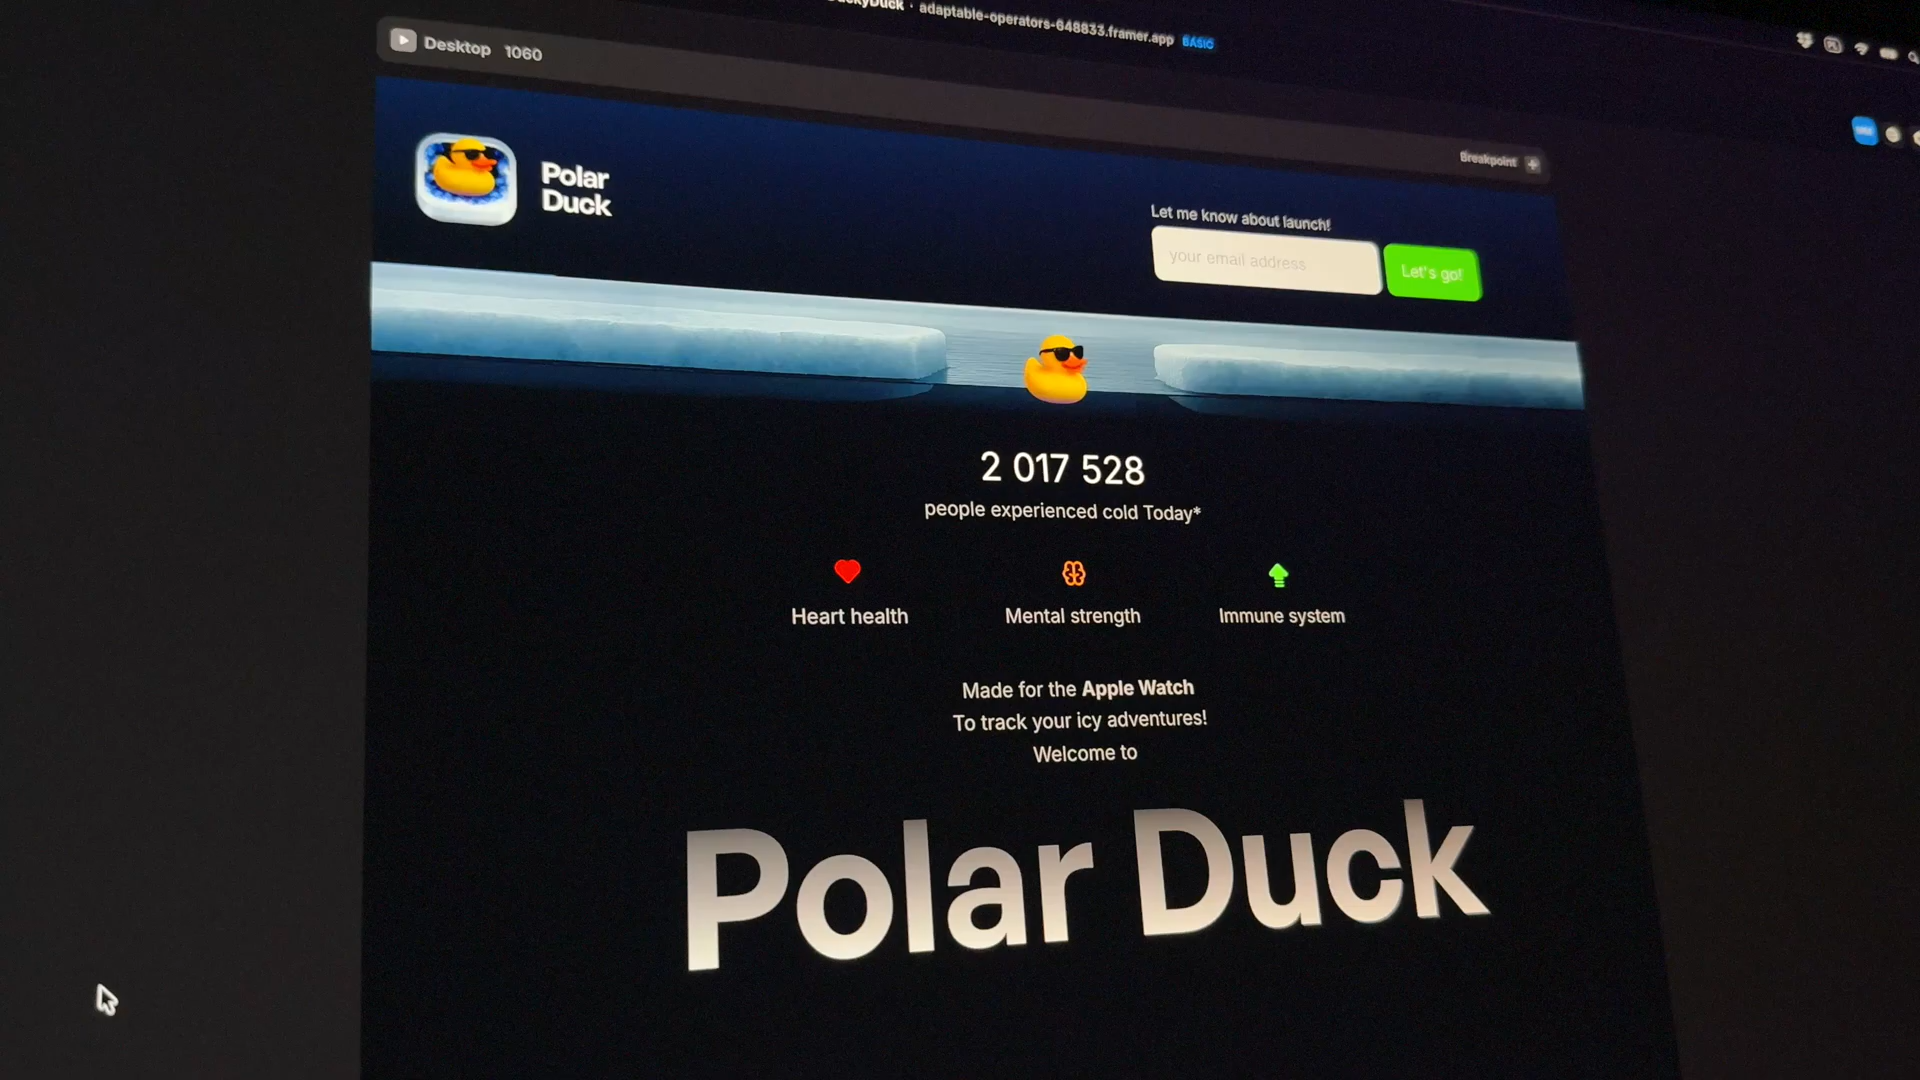 adaptable-operators-648833.framer.app BASIC
Desktop 1060
Breakpoint
Polar
Duck
Let me know about launch!
your email address
Let's go!
2 017 528
people experienced cold Today*
Heart health
Mental strength
Immune system
Made for the Apple Watch
To track your icy adventures!
Welcome to
Polar Duck